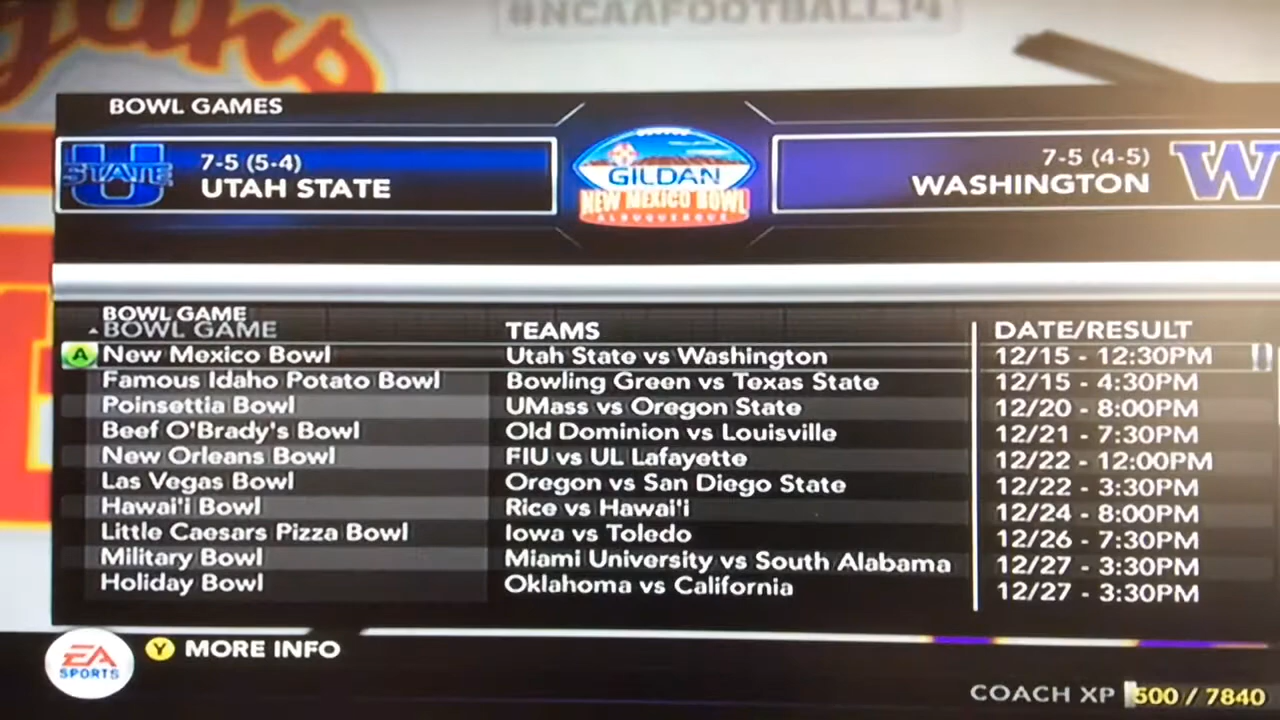 #NCAAFOOTBALL14
BOWL GAMES
STATE
U
7-5 (5-4)
UTAH STATE
GILDAN
NEW MEXICO BOWL
ALBUQUERQUE
7-5 (4-5)
WASHINGTON
W
BOWL GAME
BOWL GAME TEAMS DATE/RESULT
A New Mexico Bowl Utah State vs Washington 12/15 - 12:30PM
Famous Idaho Potato Bowl Bowling Green vs Texas State 12/15 - 4:30PM
Poinsettia Bowl UMass vs Oregon State 12/20 - 8:00PM
Beef O'Brady's Bowl Old Dominion vs Louisville 12/21 - 7:30PM
New Orleans Bowl FIU vs UL Lafayette 12/22 - 12:00PM
Las Vegas Bowl Oregon vs San Diego State 12/22 - 3:30PM
Hawai'i Bowl Rice vs Hawai'i 12/24 - 8:00PM
Little Caesars Pizza Bowl Iowa vs Toledo 12/26 - 7:30PM
Military Bowl Miami University vs South Alabama 12/27 - 3:30PM
Holiday Bowl Oklahoma vs California 12/27 - 3:30PM
EA
SPORTS
Y MORE INFO
COACH XP 500 / 7840